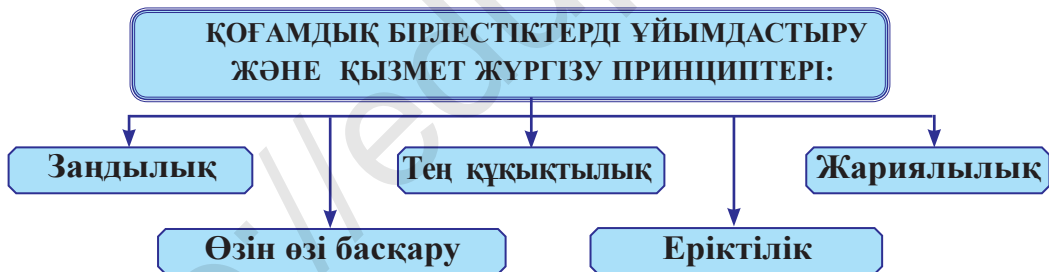 ҚОҒАМДЫҚ БІРЛЕСТІКТЕРДІ ҰЙЫМДАСТЫРУ
ЖӘНЕ ҚЫЗМЕТ ЖҮРГІЗУ ПРИНЦИПТЕРІ:
Заңдылық
Тең құқықтылық
Жариялылық
Өзін өзі басқару
Еріктілік